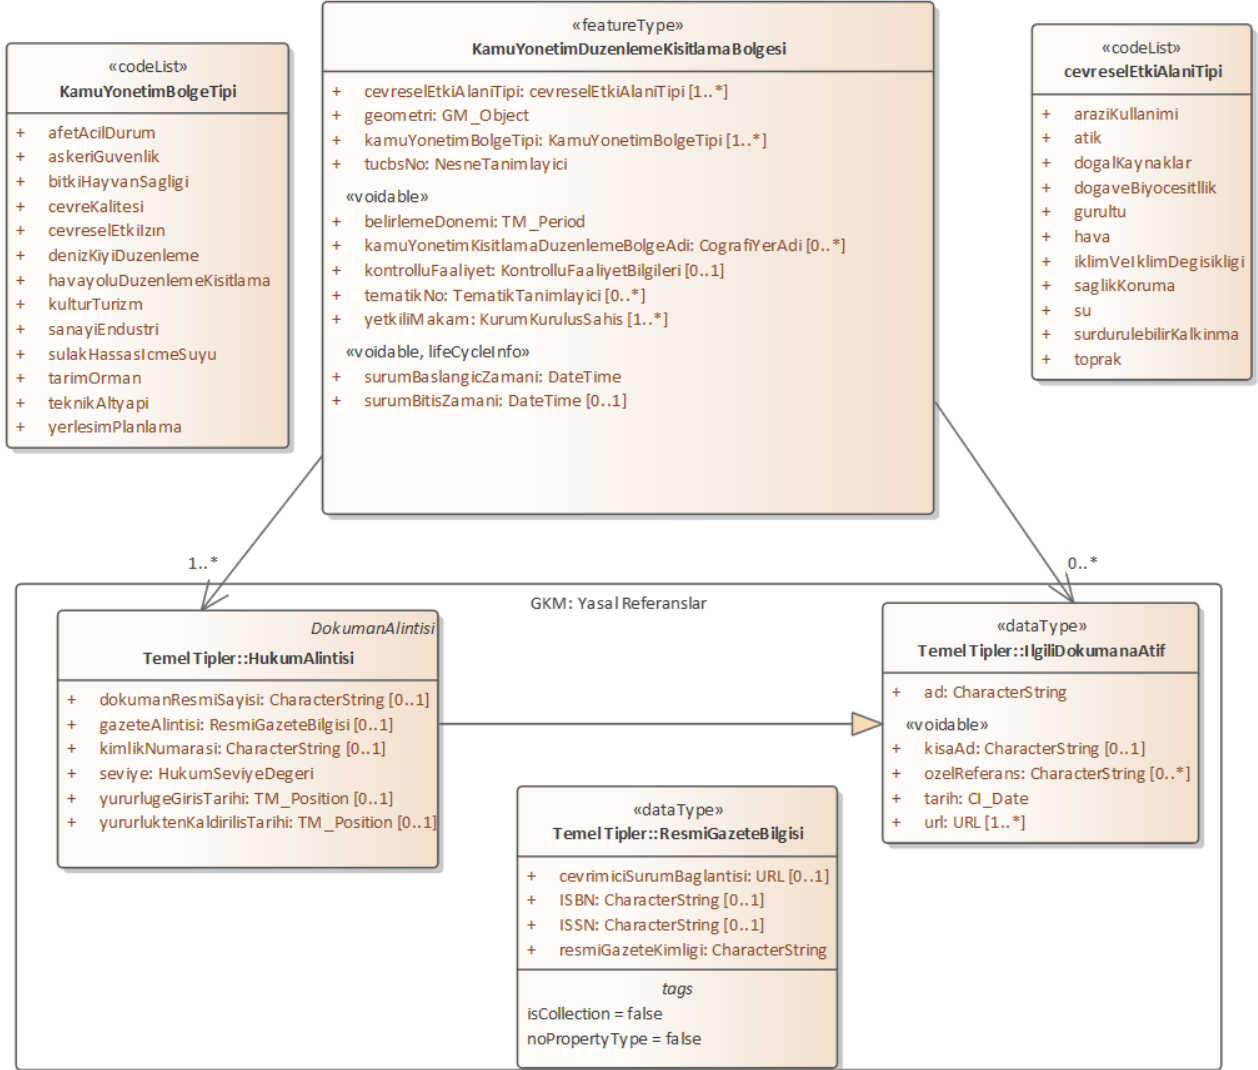 «codeList»
KamuYonetimBolgeTipi
+ afetAcilDurum
+ askeriGuvenlik
+ bitkiHayvanSagligi
+ cevreKalitesi
+ cevreselEtkiIzın
+ denizKiyiDuzenleme
+ havayoluDuzenlemeKisitlama
+ kulturTurizm
+ sanayiEndustri
+ sulakHassasIcmeSuyu
+ tarimOrman
+ teknikAltyapi
+ yerlesimPlanlama
«featureType»
KamuYonetimDuzenlemeKisitlamaBolgesi
+ cevreselEtkiAlaniTipi: cevreselEtkiAlaniTipi [1..*]
+ geometri: GM_Object
+ kamuYonetimBolgeTipi: KamuYonetimBolgeTipi [1..*]
+ tucbsNo: NesneTanimlayici
«voidable»
+ belirlemeDonemi: TM_Period
+ kamuYonetimKisitlamaDuzenlemeBolgeAdi: CografiYerAdi [0..*]
+ kontrolluFaaliyet: KontrolluFaaliyetBilgileri [0..1]
+ tematikNo: TematikTanimlayici [0..*]
+ yetkiliMakam: KurumKurulusSahis [1..*]
«voidable, lifeCycleInfo»
+ surumBaslangicZamani: DateTime
+ surumBitisZamani: DateTime [0..1]
«codeList»
cevreselEtkiAlaniTipi
+ araziKullanimi
+ atik
+ dogalKaynaklar
+ dogaveBiyocesitllik
+ gurultu
+ hava
+ iklimVeIklimDegisikligi
+ saglikKoruma
+ su
+ surdurulebilirKalkinma
+ toprak
1..*
0..*
GKM: Yasal Referanslar
DokumanAlintisi
Temel Tipler::HukumAlintisi
+ dokumanResmiSayisi: CharacterString [0..1]
+ gazeteAlintisi: ResmiGazeteBilgisi [0..1]
+ kimlikNumarasi: CharacterString [0..1]
+ seviye: HukumSeviyeDegeri
+ yururlugeGirisTarihi: TM_Position [0..1]
+ yururluktenKaldirilisTarihi: TM_Position [0..1]
«dataType»
Temel Tipler::IlgiliDokumanaAtif
+ ad: CharacterString
«voidable»
+ kisaAd: CharacterString [0..1]
+ ozelReferans: CharacterString [0..*]
+ tarih: CI_Date
+ url: URL [1..*]
«dataType»
Temel Tipler::ResmiGazeteBilgisi
+ cevrimiciSurumBaglantisi: URL [0..1]
+ ISBN: CharacterString [0..1]
+ ISSN: CharacterString [0..1]
+ resmiGazeteKimligi: CharacterString
tags
isCollection = false
noPropertyType = false